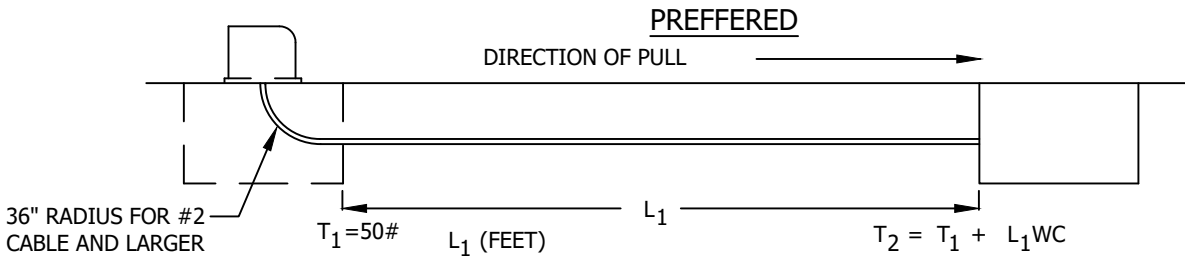 PREFFERED
DIRECTION OF PULL
36" RADIUS FOR #2
CABLE AND LARGER
L₁
T₁=50#
L₁ (FEET)
T₂ = T₁ + L₁WC